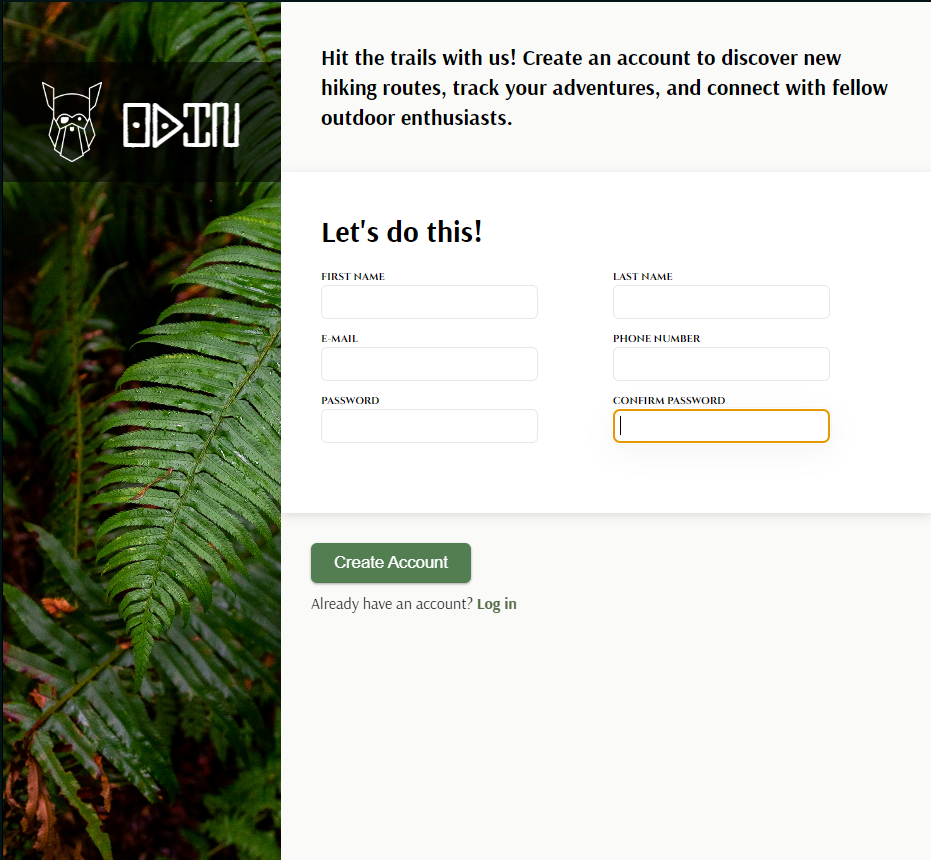 ODIN
Hit the trails with us! Create an account to discover new
hiking routes, track your adventures, and connect with fellow
outdoor enthusiasts.
Let's do this!
FIRST NAME
LAST NAME
E-MAIL
PHONE NUMBER
PASSWORD
CONFIRM PASSWORD
Create Account
Already have an account? Log in